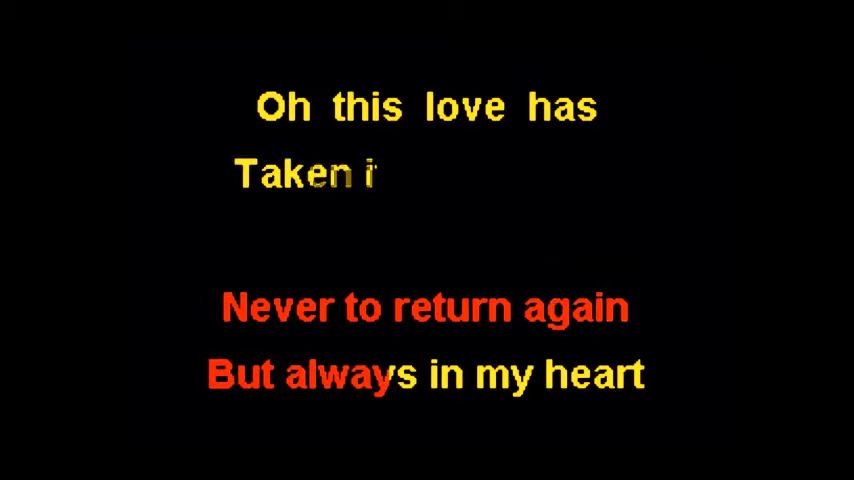 Oh this love has
Taken i
Never to return again
But always in my heart